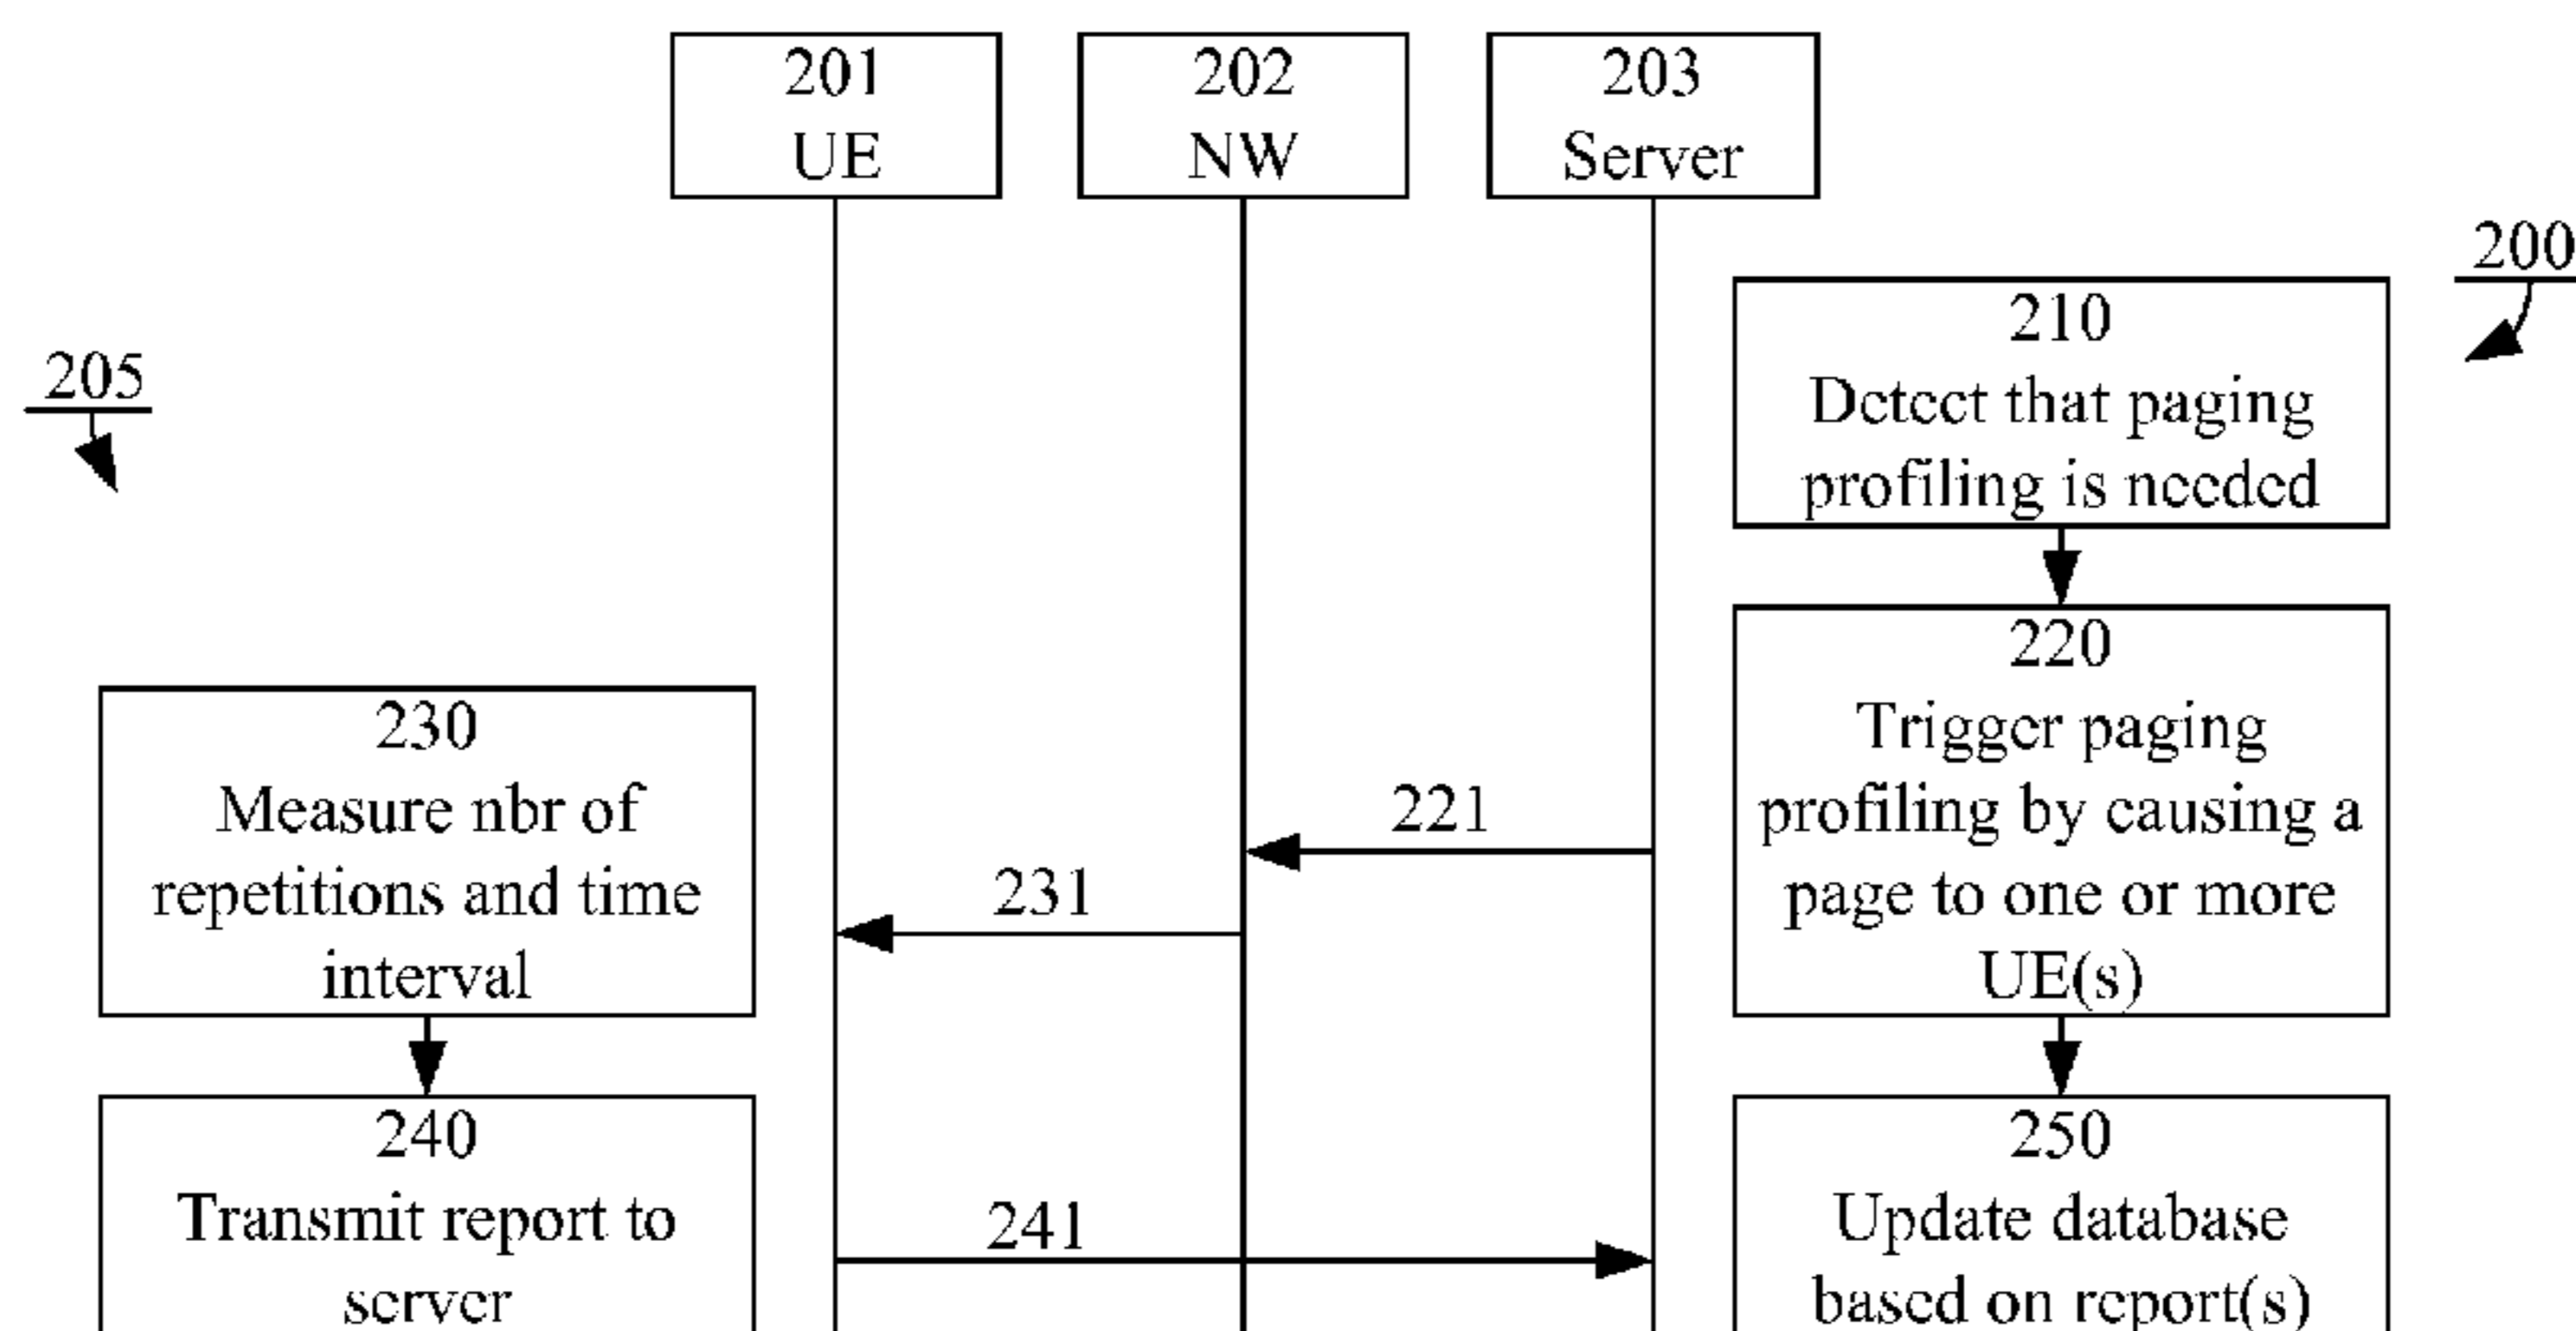 201
UE
202
NW
203
Server
200
205
210
Detect that paging
profiling is needed
220
Trigger paging
profiling by causing a
page to one or more
UE(s)
221
230
Measure nbr of
repetitions and time
interval
231
240
Transmit report to
server
241
250
Update database
based on report(s)